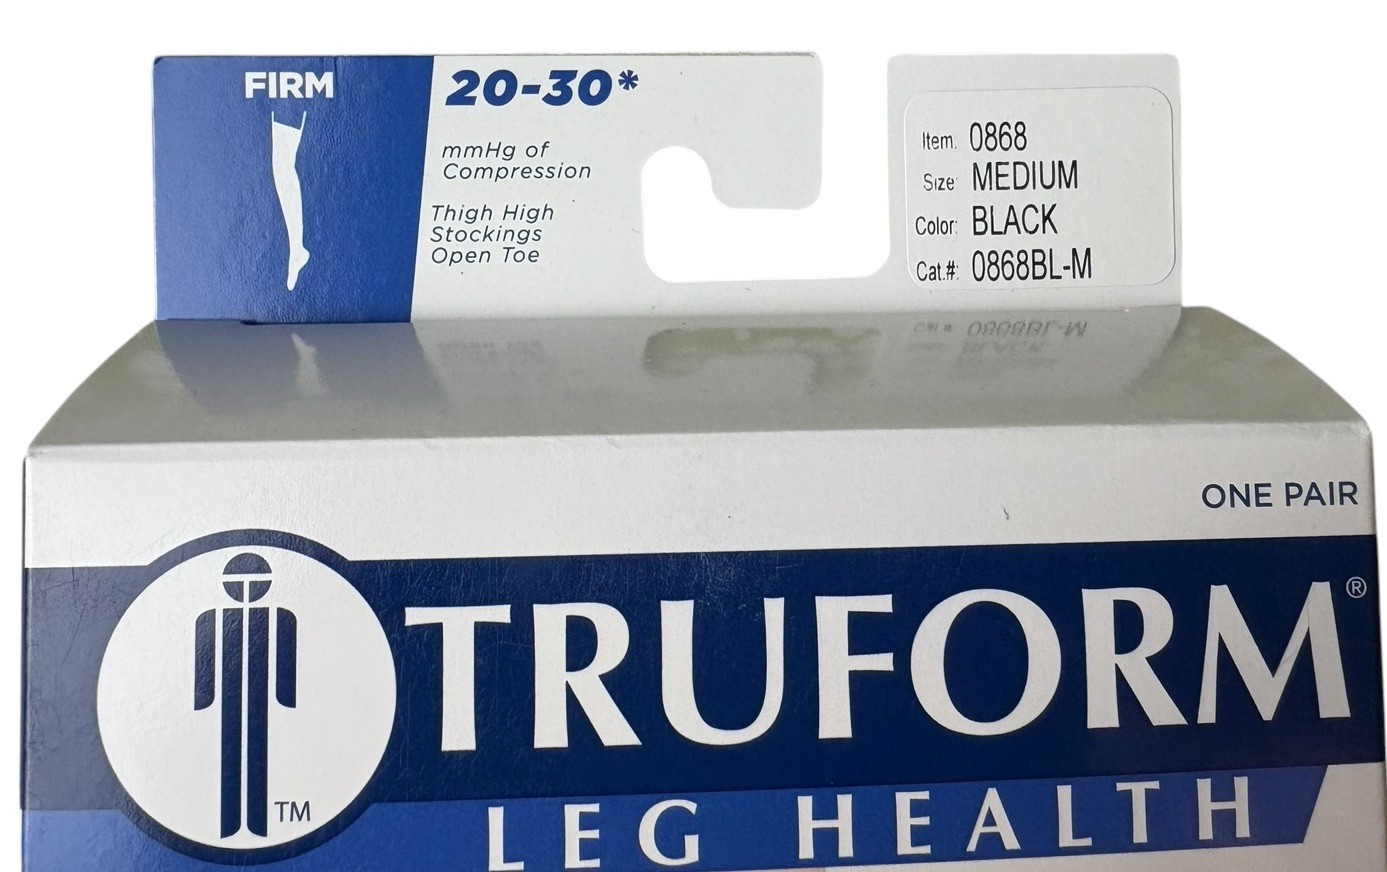 FIRM
20-30*
mmHg of
Compression
Thigh High
Stockings
Open Toe
Item: 0868
Size: MEDIUM
Color: BLACK
Cat.#: 0868BL-M
ONE PAIR
TRUFORM®
TM
LEG HEALTH